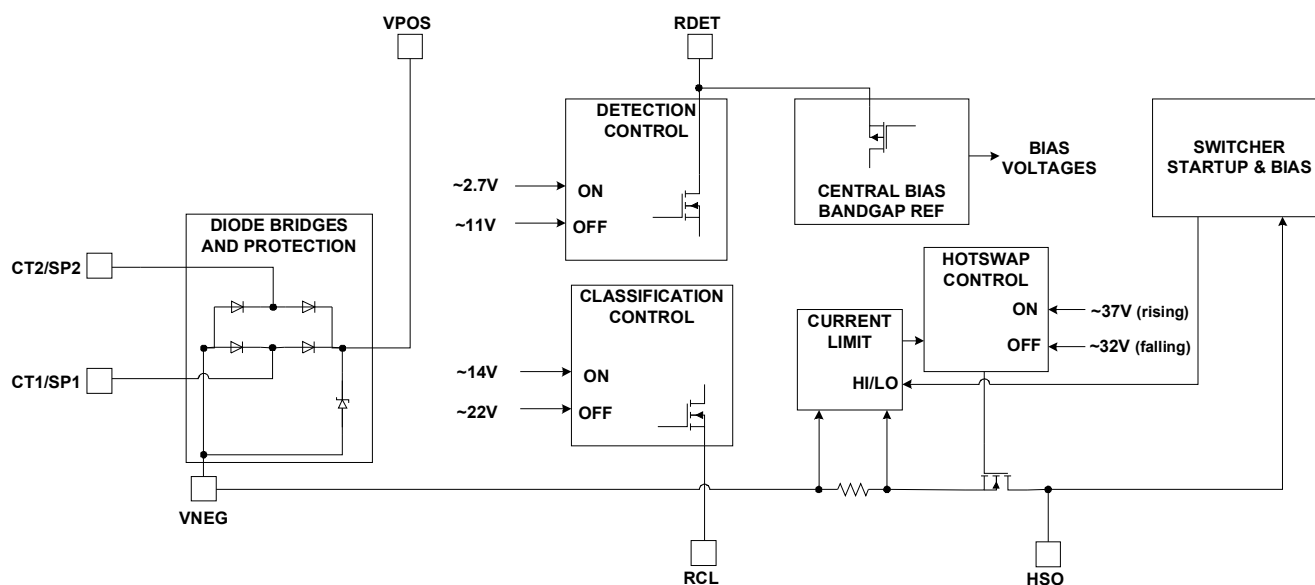 VPOS
RDET
DETECTION
CONTROL
~2.7V
ON
~11V
OFF
CENTRAL BIAS
BANDGAP REF
BIAS
VOLTAGES
SWITCHER
STARTUP & BIAS
DIODE BRIDGES
AND PROTECTION
CT2/SP2
CT1/SP1
VNEG
CLASSIFICATION
CONTROL
~14V
ON
~22V
OFF
RCL
CURRENT
LIMIT
HI/LO
HOTSWAP
CONTROL
ON
~37V (rising)
OFF
~32V (falling)
HSO